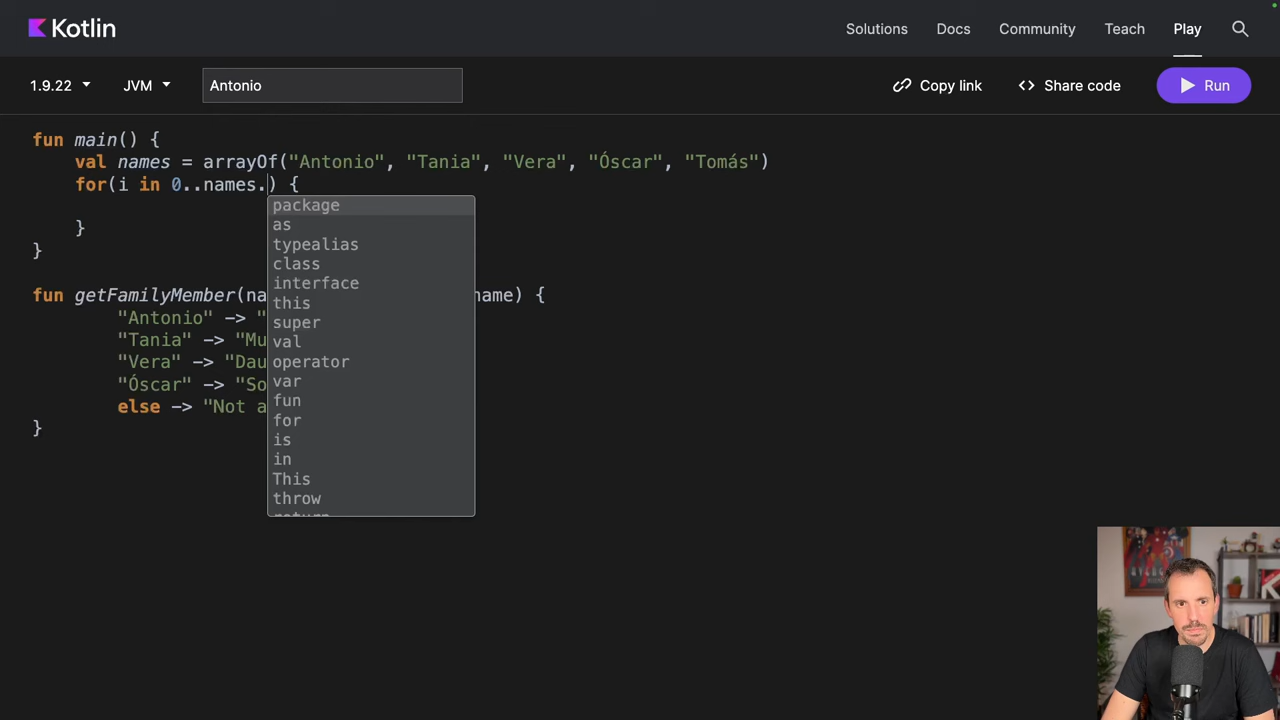 Kotlin
Solutions Docs Community Teach Play
1.9.22 JVM Antonio Copy link <> Share code Run
fun main() {
val names = arrayOf("Antonio", "Tania", "Vera", "Óscar", "Tomás")
for(i in 0..names.) {
package
as
}
typealias
}
class
interface
fun getFamilyMember(na name) {
this
"Antonio" -> "
super
"Tania" -> "Mu
val
"Vera" -> "Dau
operator
"Óscar" -> "So
var
fun
else -> "Not a
for
}
is
in
This
throw
return